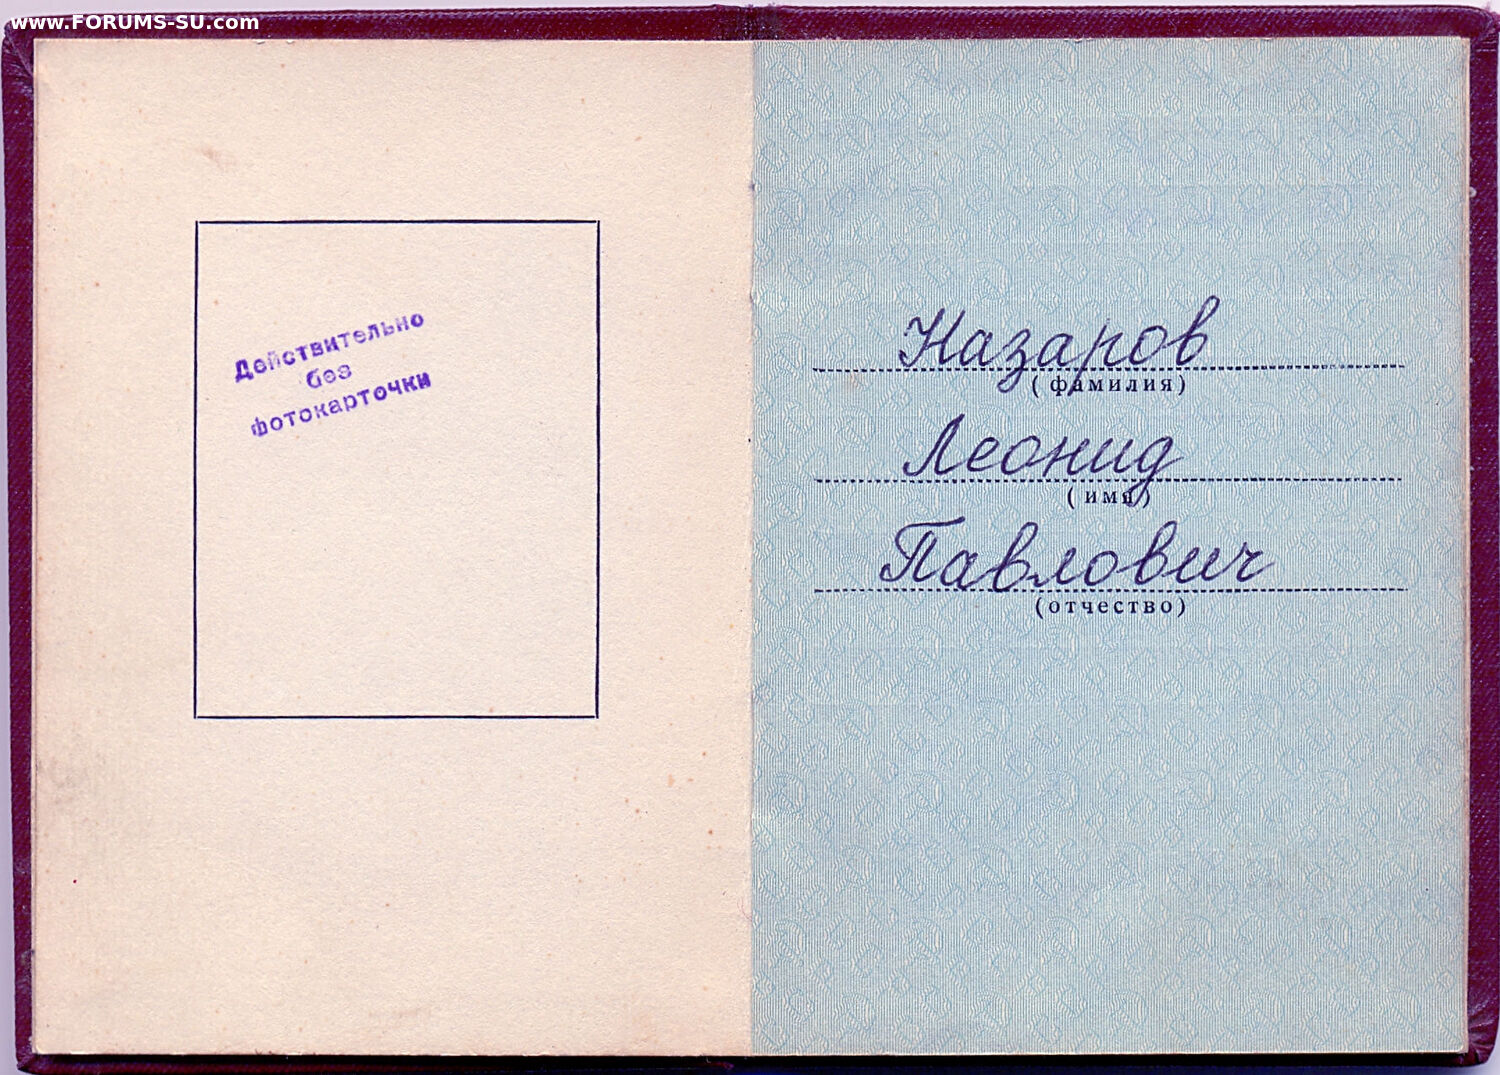 www.FORUMS-SU.com
Действительно
без
фотокарточки
Назаров
(фамилия)
Леонид
(имя)
Павлович
(отчество)